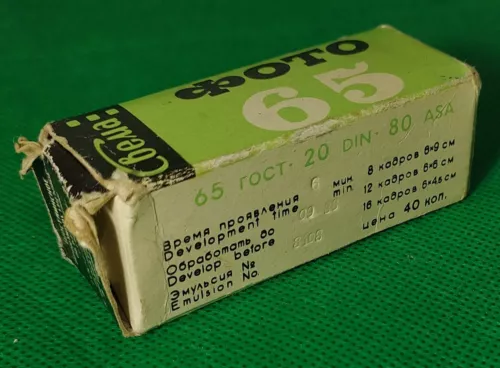 ФОТО
65
Свема
65 ГОСТ · 20 DIN · 80 ASA
Время проявления мин. 8 кадров 6×9 см
Development time min. 12 кадров 6×6 см
Обработать до 16 кадров 6×4,5 см
Develop before цена 40 коп.
Эмульсия №
Emulsion No.